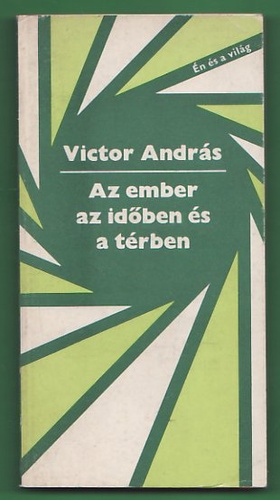 Én és a világ
Victor András
Az ember
az időben és
a térben